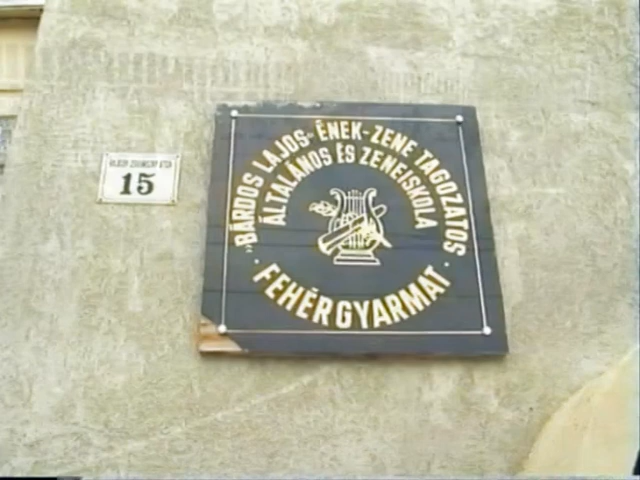 15
„BÁRDOS LAJOS" ÉNEK-ZENE TAGOZATOS
ÁLTALÁNOS ÉS ZENEISKOLA
· FEHÉRGYARMAT ·